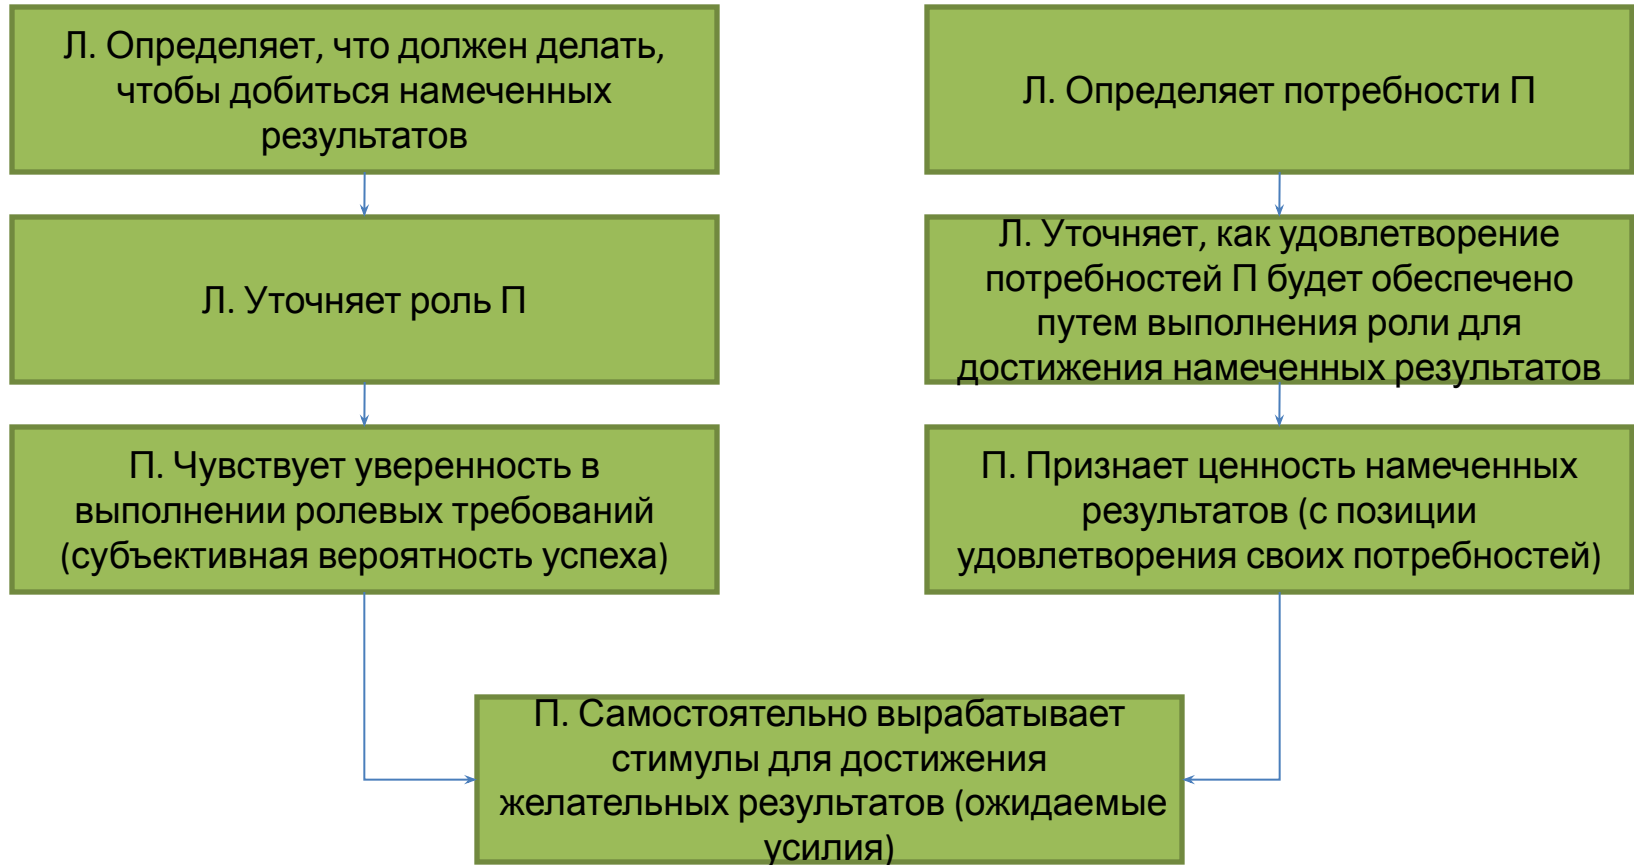 Л. Определяет, что должен делать,
чтобы добиться намеченных
результатов
Л. Определяет потребности П
Л. Уточняет роль П
Л. Уточняет, как удовлетворение
потребностей П будет обеспечено
путем выполнения роли для
достижения намеченных результатов
П. Чувствует уверенность в
выполнении ролевых требований
(субъективная вероятность успеха)
П. Признает ценность намеченных
результатов (с позиции
удовлетворения своих потребностей)
П. Самостоятельно вырабатывает
стимулы для достижения
желательных результатов (ожидаемые
усилия)